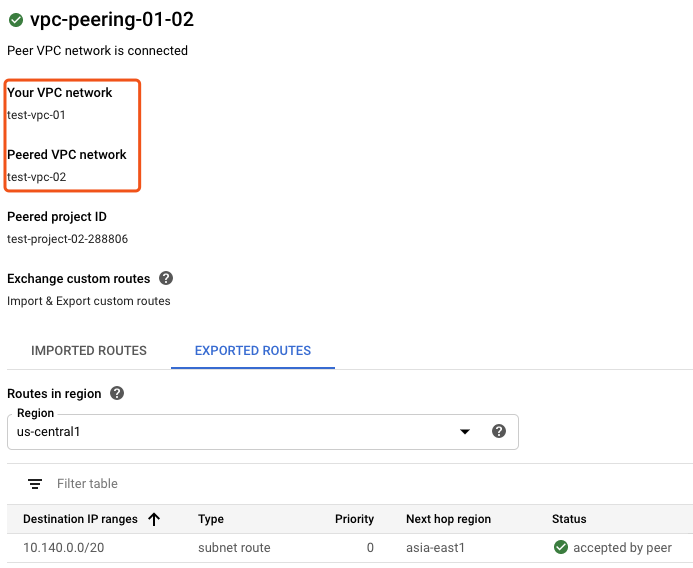 vpc-peering-01-02
Peer VPC network is connected
Your VPC network
test-vpc-01
Peered VPC network
test-vpc-02
Peered project ID
test-project-02-288806
Exchange custom routes ?
Import & Export custom routes
IMPORTED ROUTES EXPORTED ROUTES
Routes in region ?
Region
us-central1 ?
Filter table
Destination IP ranges Type Priority Next hop region Status
10.140.0.0/20 subnet route 0 asia-east1 accepted by peer